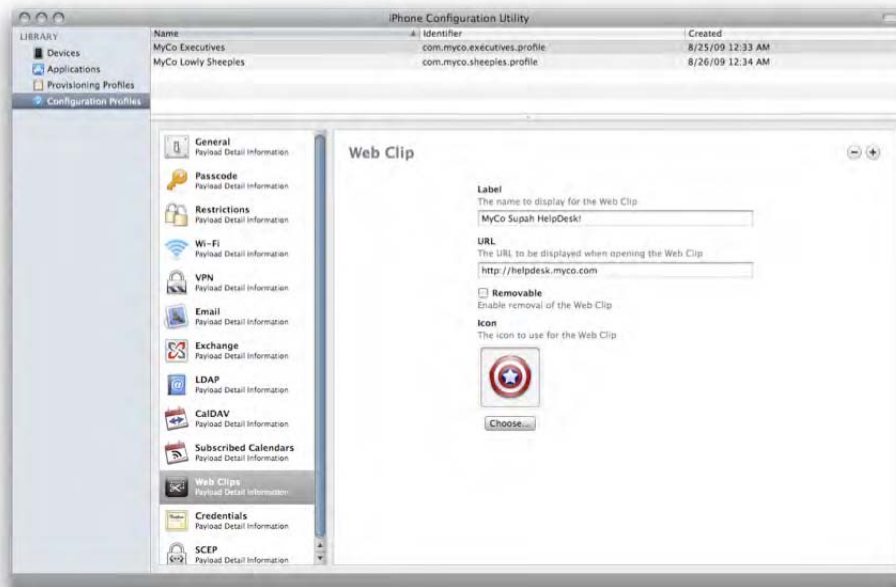 iPhone Configuration Utility
LIBRARY
Devices
Applications
Provisioning Profiles
Configuration Profiles
Name Identifier Created
MyCo Executives com.myco.executives.profile 8/25/09 12:33 AM
MyCo Lowly Sheeples com.myco.sheeples.profile 8/26/09 12:34 AM
General
Payload Detail Information
Passcode
Payload Detail Information
Restrictions
Payload Detail Information
Wi-Fi
Payload Detail Information
VPN
Payload Detail Information
Email
Payload Detail Information
Exchange
Payload Detail Information
LDAP
Payload Detail Information
CalDAV
Payload Detail Information
Subscribed Calendars
Payload Detail Information
Web Clips
Payload Detail Information
Credentials
Payload Detail Information
SCEP
Payload Detail Information
Web Clip
Label
The name to display for the Web Clip
MyCo Supah HelpDesk!
URL
The URL to be displayed when opening the Web Clip
http://helpdesk.myco.com
Removable
Enable removal of the Web Clip
Icon
The icon to use for the Web Clip
Choose...